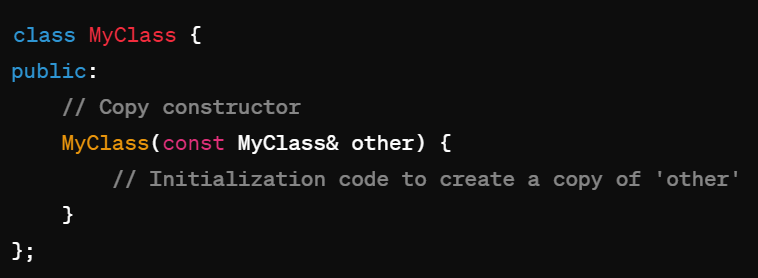 class MyClass {
public:
    // Copy constructor
    MyClass(const MyClass& other) {
        // Initialization code to create a copy of 'other'
    }
};